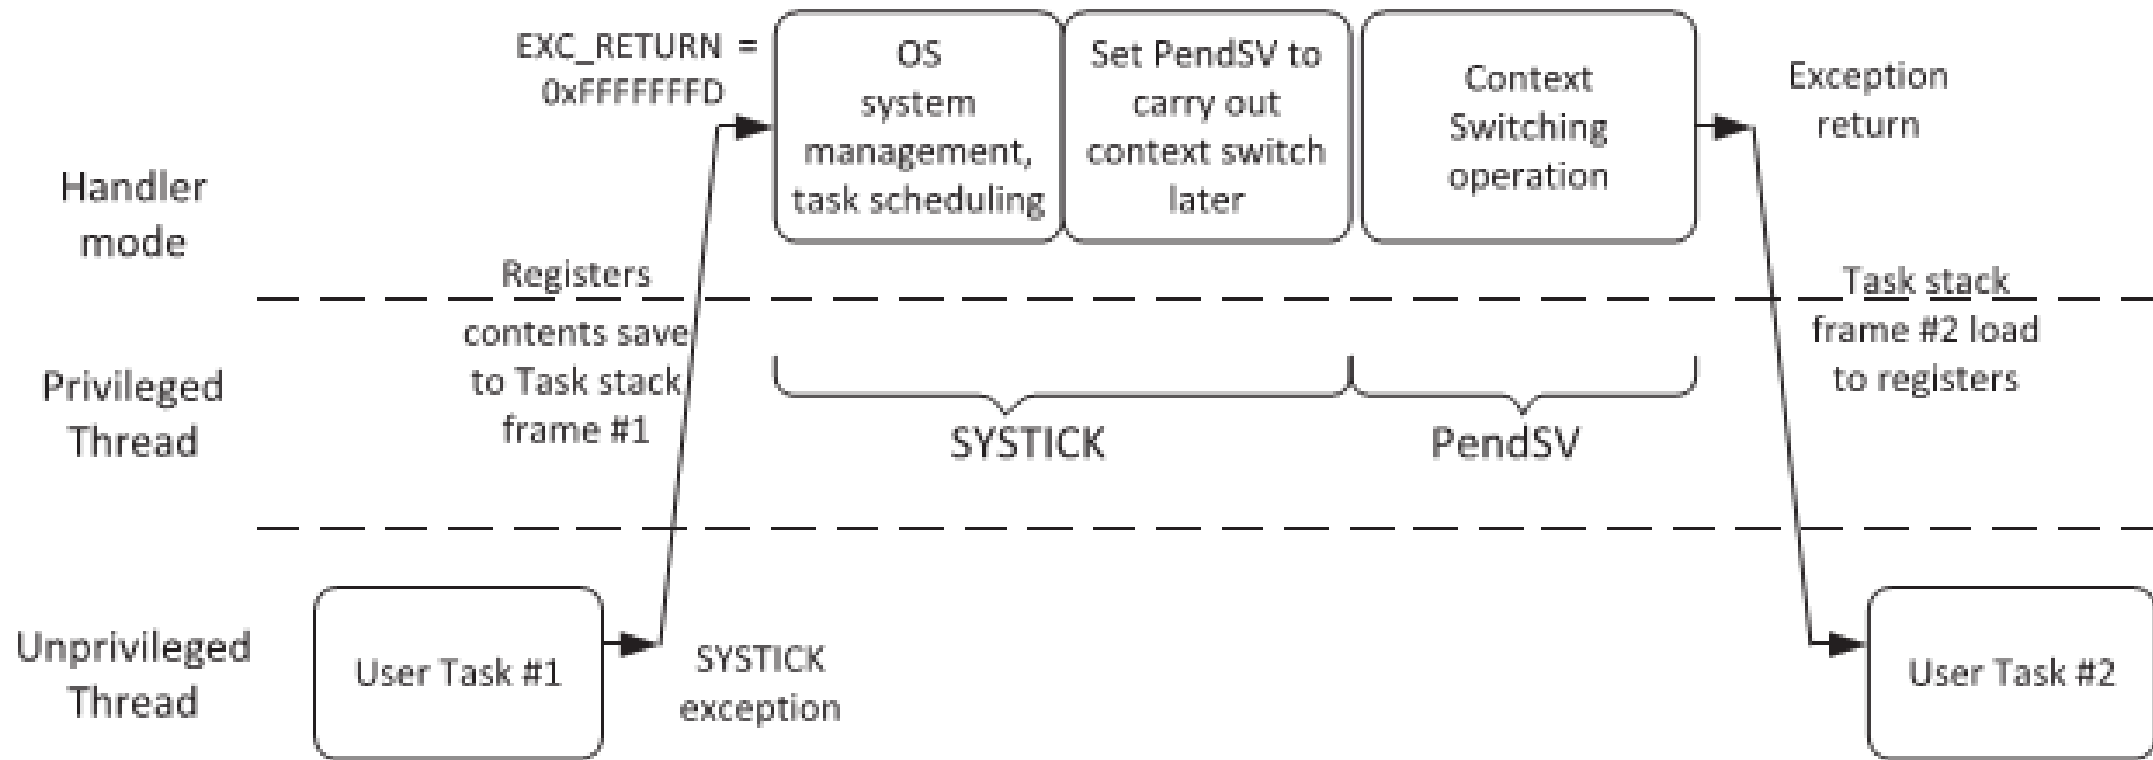 EXC_RETURN =
0xFFFFFFFD
OS
system
management,
task scheduling
Set PendSV to
carry out
context switch
later
Context
Switching
operation
Exception
return
Handler
mode
Registers
contents save
to Task stack
frame #1
Task stack
frame #2 load
to registers
Privileged
Thread
SYSTICK
PendSV
Unprivileged
Thread
User Task #1
SYSTICK
exception
User Task #2